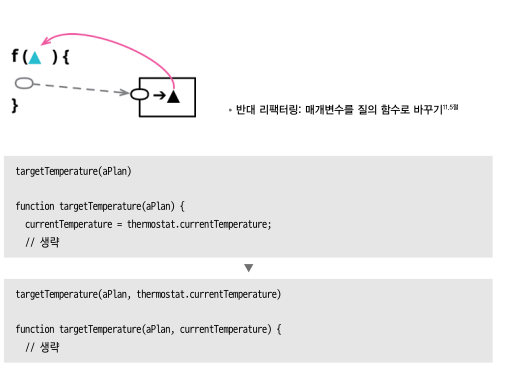 f ( ) {
}
• 반대 리팩터링: 매개변수를 질의 함수로 바꾸기11.5절
targetTemperature(aPlan)
function targetTemperature(aPlan) {
currentTemperature = thermostat.currentTemperature;
// 생략
targetTemperature(aPlan, thermostat.currentTemperature)
function targetTemperature(aPlan, currentTemperature) {
// 생략